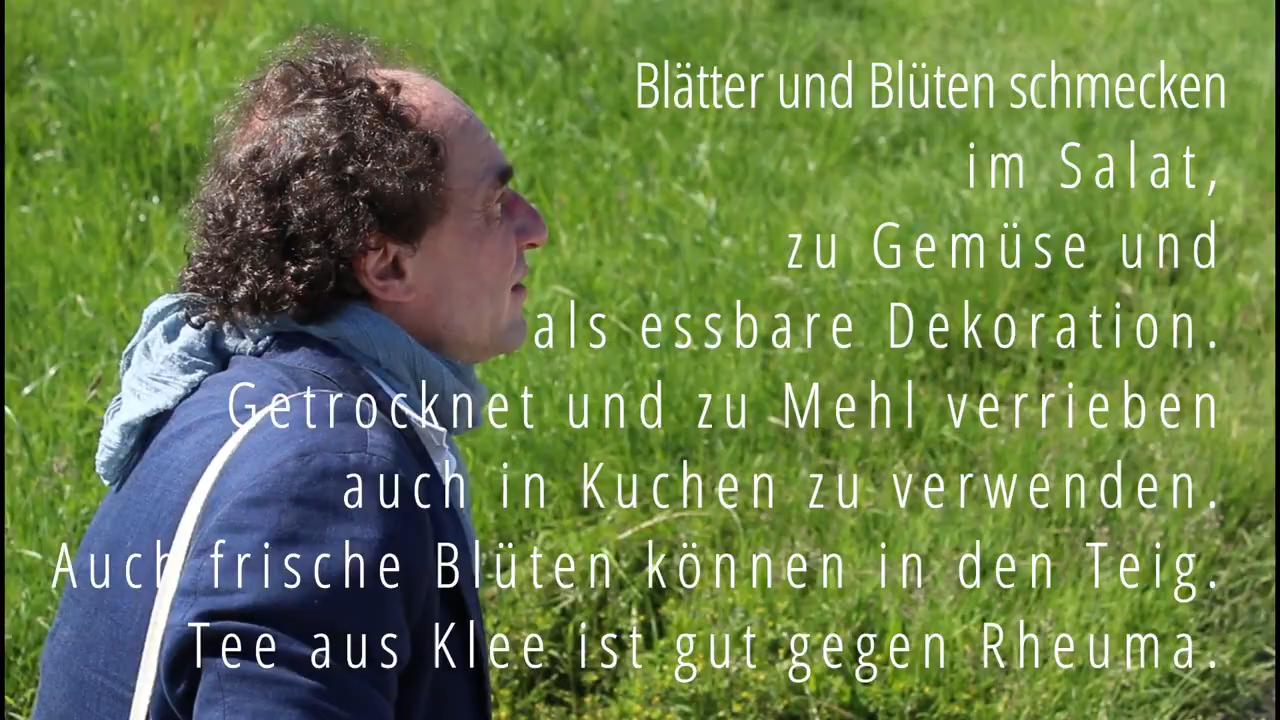 Blätter und Blüten schmecken
im Salat,
zu Gemüse und
als essbare Dekoration.
Getrocknet und zu Mehl verrieben
auch in Kuchen zu verwenden.
Auch frische Blüten können in den Teig.
Tee aus Klee ist gut gegen Rheuma.